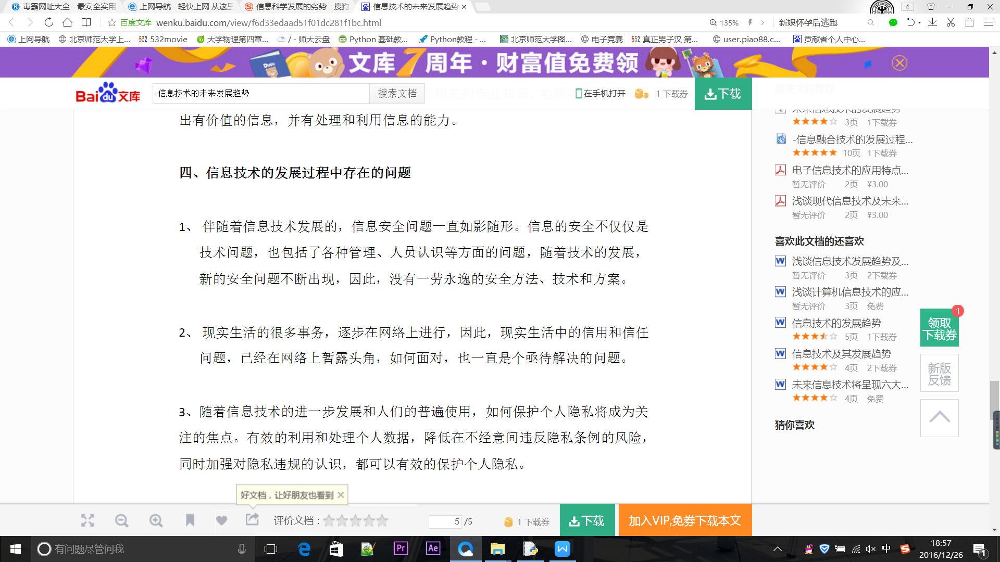 毒霸网址大全 - 最安全实用
上网导航 - 轻快上网 从这里
信息科学发展的劣势 - 搜狗
信息技术的未来发展趋势
4
百度文库 wenku.baidu.com/view/f6d33edaad51f01dc281f1bc.html
135%
新娘怀孕后逃跑
上网导航
北京师范大学上...
532movie
大学物理第四章...
/ - 师大云盘
Python 基础教...
Python教程 - ...
北京师范大学图...
电子竞赛
真正男子汉 第...
user.piao88.c...
贡献者个人中心...
文库7周年·财富值免费领
Bai du 文库
信息技术的未来发展趋势
搜索文档
在手机打开
1 下载券
下载
相关文档推荐
出有价值的信息，并有处理和利用信息的能力。
四、信息技术的发展过程中存在的问题
1、 伴随着信息技术发展的，信息安全问题一直如影随形。信息的安全不仅仅是
技术问题，也包括了各种管理、人员认识等方面的问题，随着技术的发展，
新的安全问题不断出现，因此，没有一劳永逸的安全方法、技术和方案。
2、 现实生活的很多事务，逐步在网络上进行，因此，现实生活中的信用和信任
问题，已经在网络上暂露头角，如何面对，也一直是个亟待解决的问题。
3、随着信息技术的进一步发展和人们的普遍使用，如何保护个人隐私将成为关
注的焦点。有效的利用和处理个人数据，降低在不经意间违反隐私条例的风险，
同时加强对隐私违规的认识，都可以有效的保护个人隐私。
未来信息技术的发展趋势
3页 1下载券
-信息融合技术的发展过程...
10页 1下载券
电子信息技术的应用特点...
暂无评价 2页 ¥3.00
浅谈现代信息技术及未来...
暂无评价 2页 ¥3.00
喜欢此文档的还喜欢
浅谈信息技术发展趋势及...
暂无评价 3页 2下载券
浅谈计算机信息技术的应...
暂无评价 3页 免费
信息技术的发展趋势
5页 1下载券
信息技术及其发展趋势
4页 2下载券
未来信息技术将呈现六大...
4页 免费
猜你喜欢
1
领取
下载券
新版
反馈
好文档，让好朋友也看到
评价文档：
5 /5
1 下载券
下载
加入VIP,免券下载本文
有问题尽管问我
Pr
Ae
中
18:57
2016/12/26
1